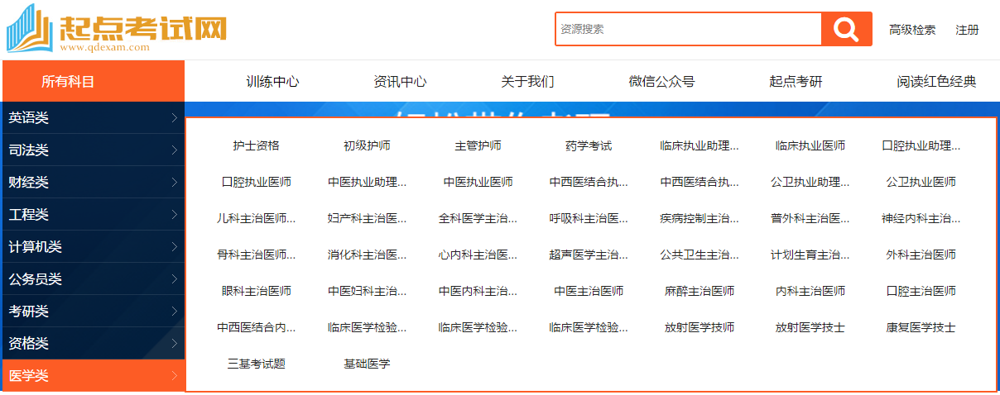 起点考试网
www.qdexam.com
资源搜索
高级检索 注册
所有科目 训练中心 资讯中心 关于我们 微信公众号 起点考研 阅读红色经典
英语类
司法类
财经类
工程类
计算机类
公务员类
考研类
资格类
医学类
护士资格 初级护师 主管护师 药学考试 临床执业助理... 临床执业医师 口腔执业助理...
口腔执业医师 中医执业助理... 中医执业医师 中西医结合执... 中西医结合执... 公卫执业助理... 公卫执业医师
儿科主治医师... 妇产科主治医... 全科医学主治... 呼吸科主治医... 疾病控制主治... 普外科主治医... 神经内科主治...
骨科主治医师... 消化科主治医... 心内科主治医... 超声医学主治... 公共卫生主治... 计划生育主治... 外科主治医师
眼科主治医师 中医妇科主治... 中医内科主治... 中医主治医师 麻醉主治医师 内科主治医师 口腔主治医师
中西医结合内... 临床医学检验... 临床医学检验... 临床医学检验... 放射医学技师 放射医学技士 康复医学技士
三基考试题 基础医学